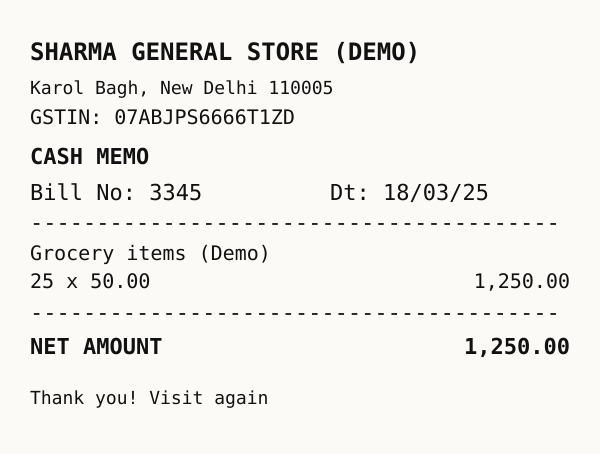 SHARMA GENERAL STORE (DEMO)
Karol Bagh, New Delhi 110005
GSTIN: 07ABJPS6666T1ZD
CASH MEMO
Bill No: 3345 Dt: 18/03/25
----------------------------------------
Grocery items (Demo)
25 x 50.00 1,250.00
----------------------------------------
NET AMOUNT 1,250.00
Thank you! Visit again